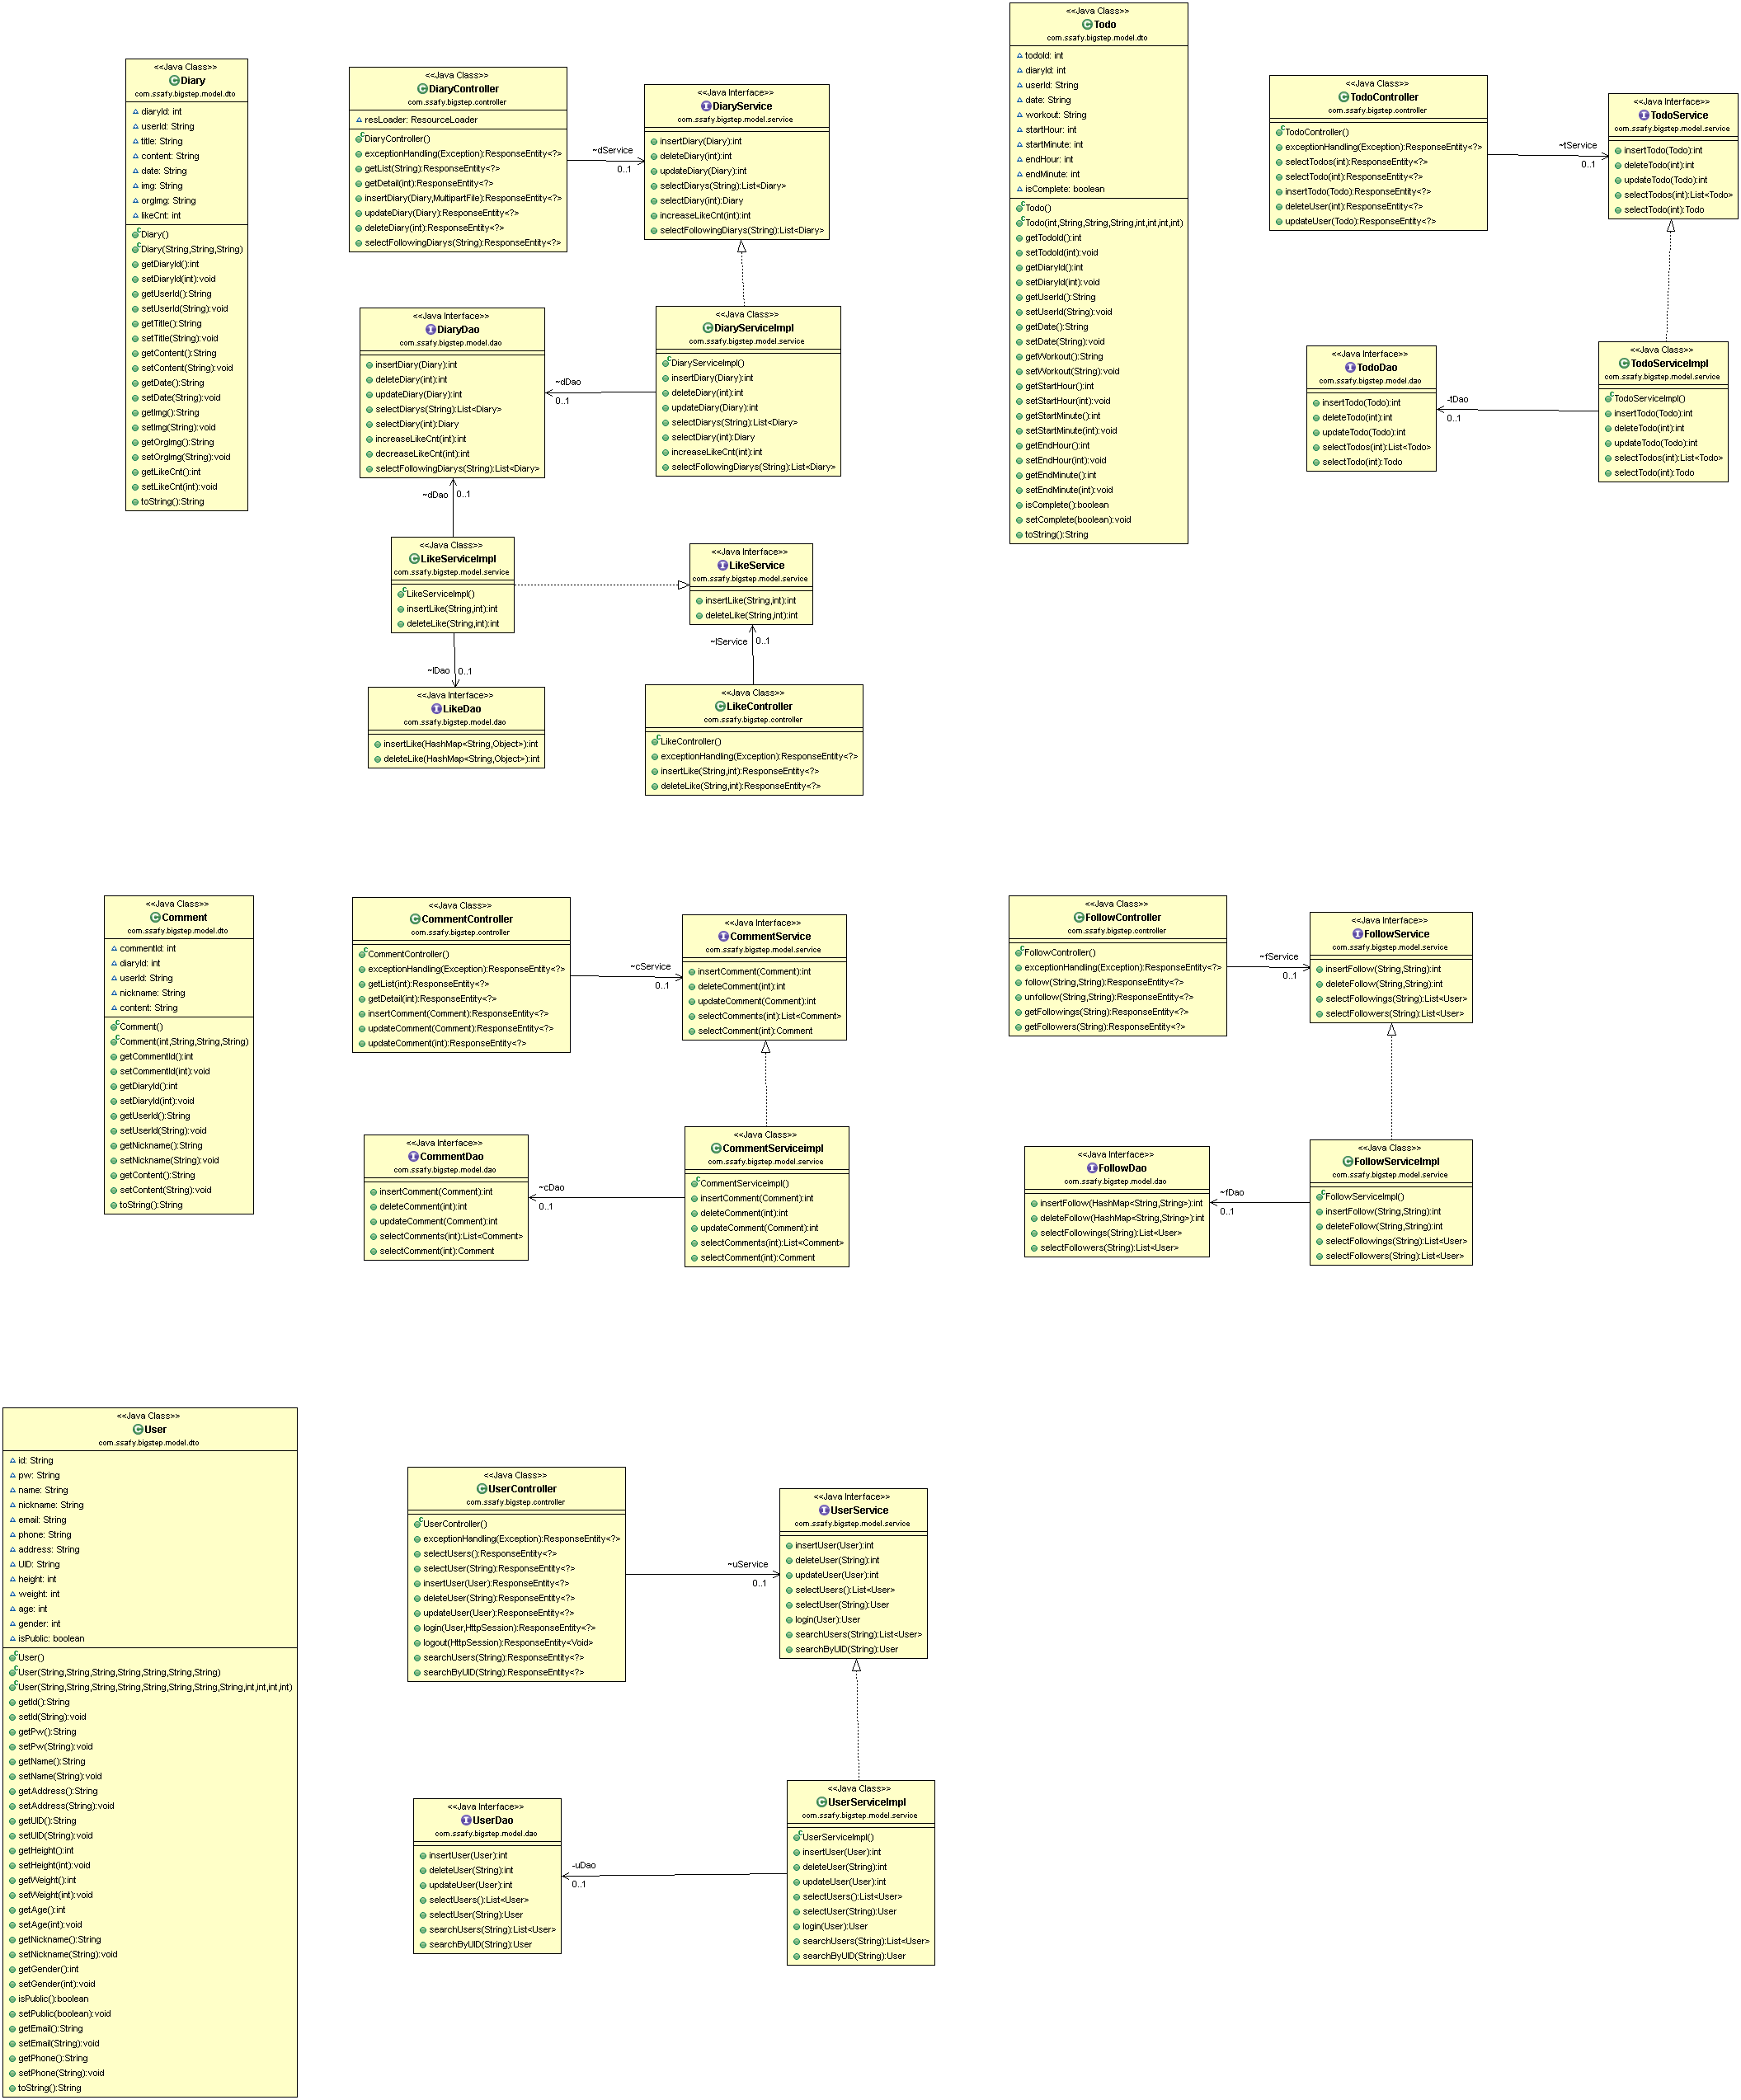 <<Java Class>>
Diary
com.ssafy.bigstep.model.dto
diaryId: int
userId: String
title: String
content: String
date: String
img: String
orgImg: String
likeCnt: int
Diary()
Diary(String,String,String)
getDiaryId():int
setDiaryId(int):void
getUserId():String
setUserId(String):void
getTitle():String
setTitle(String):void
getContent():String
setContent(String):void
getDate():String
setDate(String):void
getImg():String
setImg(String):void
getOrgImg():String
setOrgImg(String):void
getLikeCnt():int
setLikeCnt(int):void
toString():String
<<Java Class>>
DiaryController
com.ssafy.bigstep.controller
resLoader: ResourceLoader
DiaryController()
exceptionHandling(Exception):ResponseEntity<?>
getList(String):ResponseEntity<?>
getDetail(int):ResponseEntity<?>
insertDiary(Diary,MultipartFile):ResponseEntity<?>
updateDiary(Diary):ResponseEntity<?>
deleteDiary(int):ResponseEntity<?>
selectFollowingDiarys(String):ResponseEntity<?>
~dService
0..1
<<Java Interface>>
DiaryService
com.ssafy.bigstep.model.service
insertDiary(Diary):int
deleteDiary(int):int
updateDiary(Diary):int
selectDiarys(String):List<Diary>
selectDiary(int):Diary
increaseLikeCnt(int):int
selectFollowingDiarys(String):List<Diary>
<<Java Interface>>
DiaryDao
com.ssafy.bigstep.model.dao
insertDiary(Diary):int
deleteDiary(int):int
updateDiary(Diary):int
selectDiarys(String):List<Diary>
selectDiary(int):Diary
increaseLikeCnt(int):int
decreaseLikeCnt(int):int
selectFollowingDiarys(String):List<Diary>
~dDao
0..1
<<Java Class>>
DiaryServiceImpl
com.ssafy.bigstep.model.service
DiaryServiceImpl()
insertDiary(Diary):int
deleteDiary(int):int
updateDiary(Diary):int
selectDiarys(String):List<Diary>
selectDiary(int):Diary
increaseLikeCnt(int):int
selectFollowingDiarys(String):List<Diary>
~dDao 0..1
<<Java Class>>
LikeServiceImpl
com.ssafy.bigstep.model.service
LikeServiceImpl()
insertLike(String,int):int
deleteLike(String,int):int
<<Java Interface>>
LikeService
com.ssafy.bigstep.model.service
insertLike(String,int):int
deleteLike(String,int):int
~lService 0..1
~lDao 0..1
<<Java Interface>>
LikeDao
com.ssafy.bigstep.model.dao
insertLike(HashMap<String,Object>):int
deleteLike(HashMap<String,Object>):int
<<Java Class>>
LikeController
com.ssafy.bigstep.controller
LikeController()
exceptionHandling(Exception):ResponseEntity<?>
insertLike(String,int):ResponseEntity<?>
deleteLike(String,int):ResponseEntity<?>
<<Java Class>>
Todo
com.ssafy.bigstep.model.dto
todoId: int
diaryId: int
userId: String
date: String
workout: String
startHour: int
startMinute: int
endHour: int
endMinute: int
isComplete: boolean
Todo()
Todo(int,String,String,String,int,int,int,int)
getTodoId():int
setTodoId(int):void
getDiaryId():int
setDiaryId(int):void
getUserId():String
setUserId(String):void
getDate():String
setDate(String):void
getWorkout():String
setWorkout(String):void
getStartHour():int
setStartHour(int):void
getStartMinute():int
setStartMinute(int):void
getEndHour():int
setEndHour(int):void
getEndMinute():int
setEndMinute(int):void
isComplete():boolean
setComplete(boolean):void
toString():String
<<Java Class>>
TodoController
com.ssafy.bigstep.controller
TodoController()
exceptionHandling(Exception):ResponseEntity<?>
selectTodos(int):ResponseEntity<?>
selectTodo(int):ResponseEntity<?>
insertTodo(Todo):ResponseEntity<?>
deleteUser(int):ResponseEntity<?>
updateUser(Todo):ResponseEntity<?>
~tService
0..1
<<Java Interface>>
TodoService
com.ssafy.bigstep.model.service
insertTodo(Todo):int
deleteTodo(int):int
updateTodo(Todo):int
selectTodos(int):List<Todo>
selectTodo(int):Todo
<<Java Interface>>
TodoDao
com.ssafy.bigstep.model.dao
insertTodo(Todo):int
deleteTodo(int):int
updateTodo(Todo):int
selectTodos(int):List<Todo>
selectTodo(int):Todo
-tDao
0..1
<<Java Class>>
TodoServiceImpl
com.ssafy.bigstep.model.service
TodoServiceImpl()
insertTodo(Todo):int
deleteTodo(int):int
updateTodo(Todo):int
selectTodos(int):List<Todo>
selectTodo(int):Todo
<<Java Class>>
Comment
com.ssafy.bigstep.model.dto
commentId: int
diaryId: int
userId: String
nickname: String
content: String
Comment()
Comment(int,String,String,String)
getCommentId():int
setCommentId(int):void
getDiaryId():int
setDiaryId(int):void
getUserId():String
setUserId(String):void
getNickname():String
setNickname(String):void
getContent():String
setContent(String):void
toString():String
<<Java Class>>
CommentController
com.ssafy.bigstep.controller
CommentController()
exceptionHandling(Exception):ResponseEntity<?>
getList(int):ResponseEntity<?>
getDetail(int):ResponseEntity<?>
insertComment(Comment):ResponseEntity<?>
updateComment(Comment):ResponseEntity<?>
updateComment(int):ResponseEntity<?>
~cService
0..1
<<Java Interface>>
CommentService
com.ssafy.bigstep.model.service
insertComment(Comment):int
deleteComment(int):int
updateComment(Comment):int
selectComments(int):List<Comment>
selectComment(int):Comment
<<Java Interface>>
CommentDao
com.ssafy.bigstep.model.dao
insertComment(Comment):int
deleteComment(int):int
updateComment(Comment):int
selectComments(int):List<Comment>
selectComment(int):Comment
~cDao
0..1
<<Java Class>>
CommentServiceimpl
com.ssafy.bigstep.model.service
CommentServiceimpl()
insertComment(Comment):int
deleteComment(int):int
updateComment(Comment):int
selectComments(int):List<Comment>
selectComment(int):Comment
<<Java Class>>
FollowController
com.ssafy.bigstep.controller
FollowController()
exceptionHandling(Exception):ResponseEntity<?>
follow(String,String):ResponseEntity<?>
unfollow(String,String):ResponseEntity<?>
getFollowings(String):ResponseEntity<?>
getFollowers(String):ResponseEntity<?>
~fService
0..1
<<Java Interface>>
FollowService
com.ssafy.bigstep.model.service
insertFollow(String,String):int
deleteFollow(String,String):int
selectFollowings(String):List<User>
selectFollowers(String):List<User>
<<Java Interface>>
FollowDao
com.ssafy.bigstep.model.dao
insertFollow(HashMap<String,String>):int
deleteFollow(HashMap<String,String>):int
selectFollowings(String):List<User>
selectFollowers(String):List<User>
~fDao
0..1
<<Java Class>>
FollowServiceImpl
com.ssafy.bigstep.model.service
FollowServiceImpl()
insertFollow(String,String):int
deleteFollow(String,String):int
selectFollowings(String):List<User>
selectFollowers(String):List<User>
<<Java Class>>
User
com.ssafy.bigstep.model.dto
id: String
pw: String
name: String
nickname: String
email: String
phone: String
address: String
UID: String
height: int
weight: int
age: int
gender: int
isPublic: boolean
User()
User(String,String,String,String,String,String,String)
User(String,String,String,String,String,String,String,String,int,int,int,int)
getId():String
setId(String):void
getPw():String
setPw(String):void
getName():String
setName(String):void
getAddress():String
setAddress(String):void
getUID():String
setUID(String):void
getHeight():int
setHeight(int):void
getWeight():int
setWeight(int):void
getAge():int
setAge(int):void
getNickname():String
setNickname(String):void
getGender():int
setGender(int):void
isPublic():boolean
setPublic(boolean):void
getEmail():String
setEmail(String):void
getPhone():String
setPhone(String):void
toString():String
<<Java Class>>
UserController
com.ssafy.bigstep.controller
UserController()
exceptionHandling(Exception):ResponseEntity<?>
selectUsers():ResponseEntity<?>
selectUser(String):ResponseEntity<?>
insertUser(User):ResponseEntity<?>
deleteUser(String):ResponseEntity<?>
updateUser(User):ResponseEntity<?>
login(User,HttpSession):ResponseEntity<?>
logout(HttpSession):ResponseEntity<Void>
searchUsers(String):ResponseEntity<?>
searchByUID(String):ResponseEntity<?>
~uService
0..1
<<Java Interface>>
UserService
com.ssafy.bigstep.model.service
insertUser(User):int
deleteUser(String):int
updateUser(User):int
selectUsers():List<User>
selectUser(String):User
login(User):User
searchUsers(String):List<User>
searchByUID(String):User
<<Java Interface>>
UserDao
com.ssafy.bigstep.model.dao
insertUser(User):int
deleteUser(String):int
updateUser(User):int
selectUsers():List<User>
selectUser(String):User
searchUsers(String):List<User>
searchByUID(String):User
-uDao
0..1
<<Java Class>>
UserServiceImpl
com.ssafy.bigstep.model.service
UserServiceImpl()
insertUser(User):int
deleteUser(String):int
updateUser(User):int
selectUsers():List<User>
selectUser(String):User
login(User):User
searchUsers(String):List<User>
searchByUID(String):User